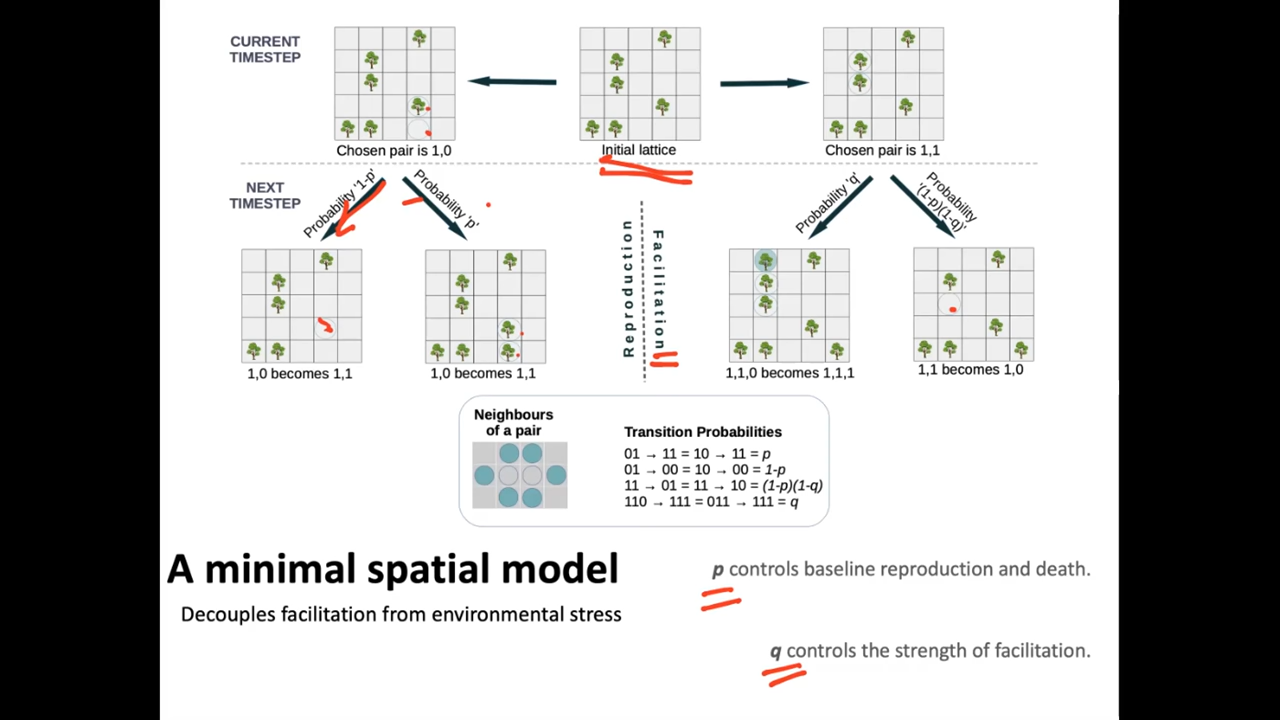 CURRENT
TIMESTEP
Chosen pair is 1,0
Initial lattice
Chosen pair is 1,1
NEXT
TIMESTEP
Probability '1-p'
Probability 'p'
Probability 'q'
Probability
'(1-p)(1-q)'
Reproduction
Facilitation
1,0 becomes 1,1
1,0 becomes 1,1
1,1,0 becomes 1,1,1
1,1 becomes 1,0
Neighbours
of a pair
Transition Probabilities
01 → 11 = 10 → 11 = p
01 → 00 = 10 → 00 = 1-p
11 → 01 = 11 → 10 = (1-p)(1-q)
110 → 111 = 011 → 111 = q
A minimal spatial model
Decouples facilitation from environmental stress
p controls baseline reproduction and death.
q controls the strength of facilitation.